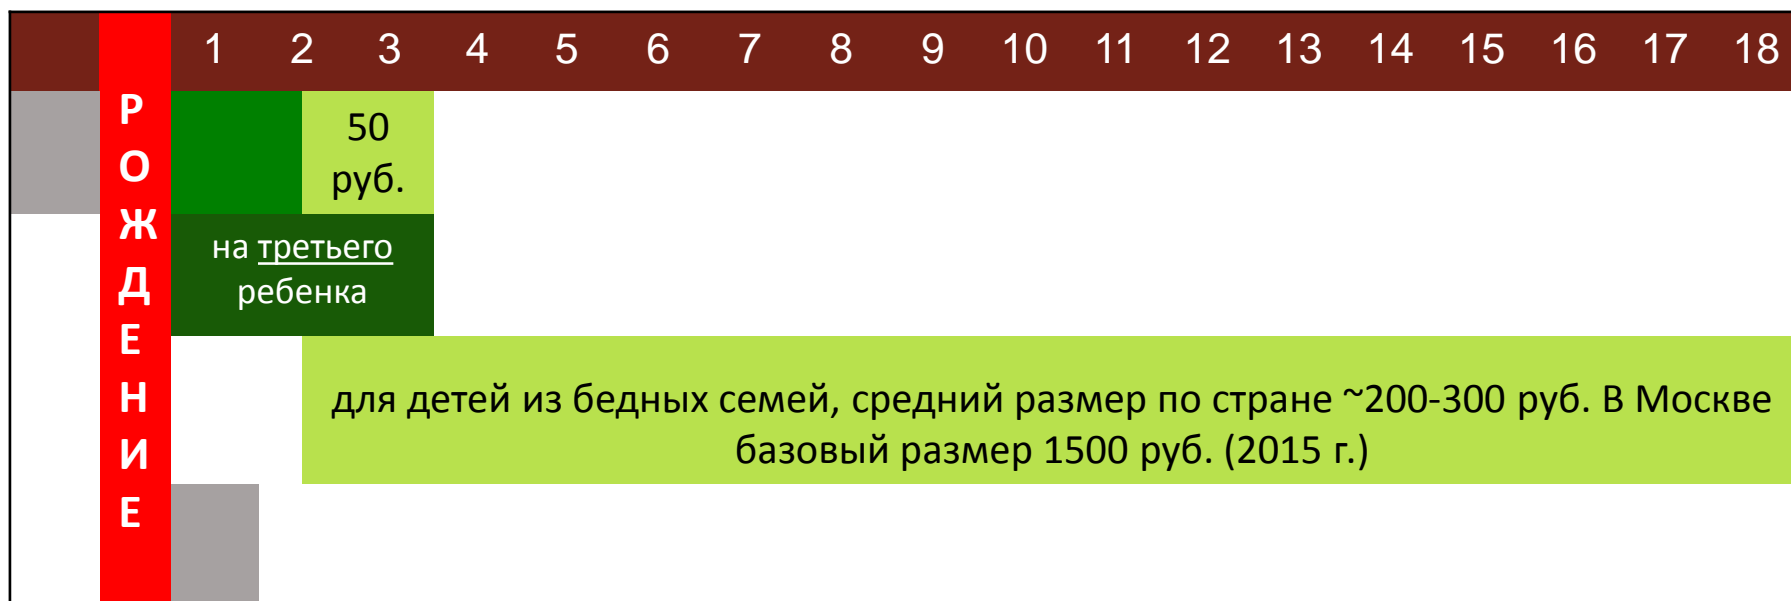 1 2 3 4 5 6 7 8 9 10 11 12 13 14 15 16 17 18
РОЖДЕНИЕ
50
руб.
на третьего
ребенка
для детей из бедных семей, средний размер по стране ~200-300 руб. В Москве
базовый размер 1500 руб. (2015 г.)